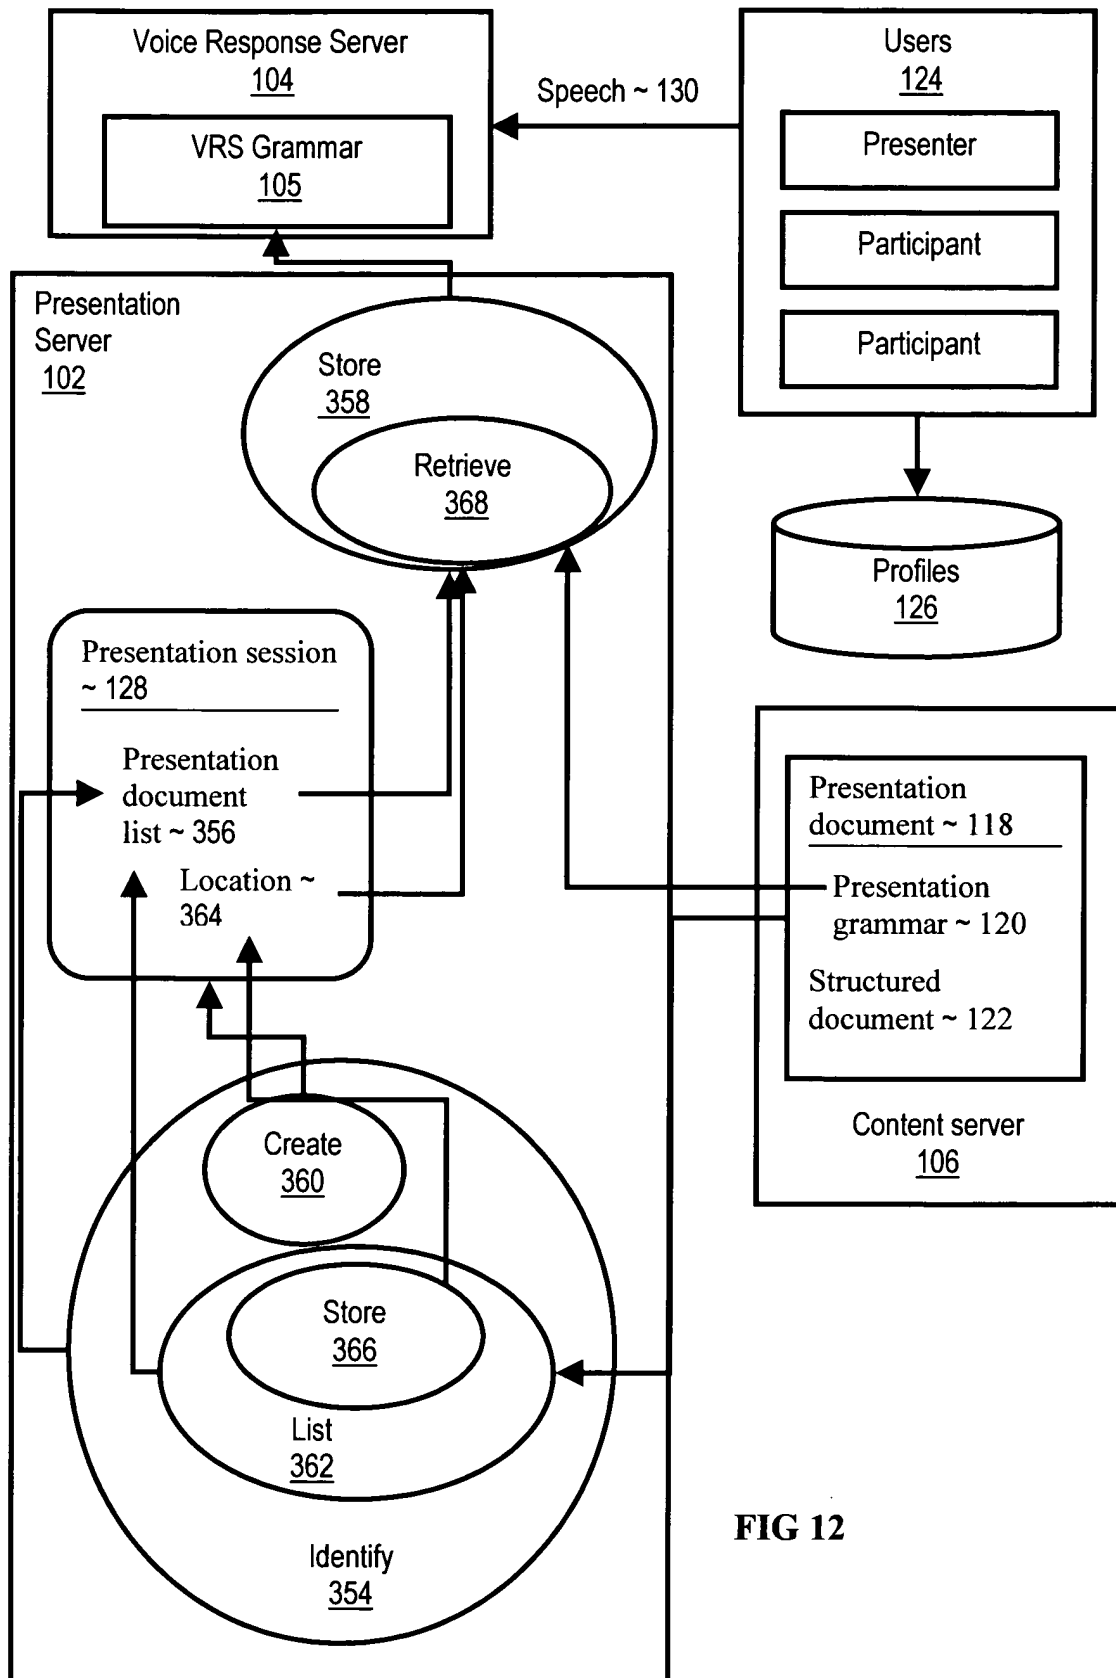 Voice Response Server
104
VRS Grammar
105
Speech ~ 130
Users
124
Presenter
Participant
Participant
Profiles
126
Presentation
Server
102
Store
358
Retrieve
368
Presentation session
~ 128
Presentation
document
list ~ 356
Location ~
364
Presentation
document ~ 118
Presentation
grammar ~ 120
Structured
document ~ 122
Content server
106
Create
360
Store
366
List
362
Identify
354
FIG 12